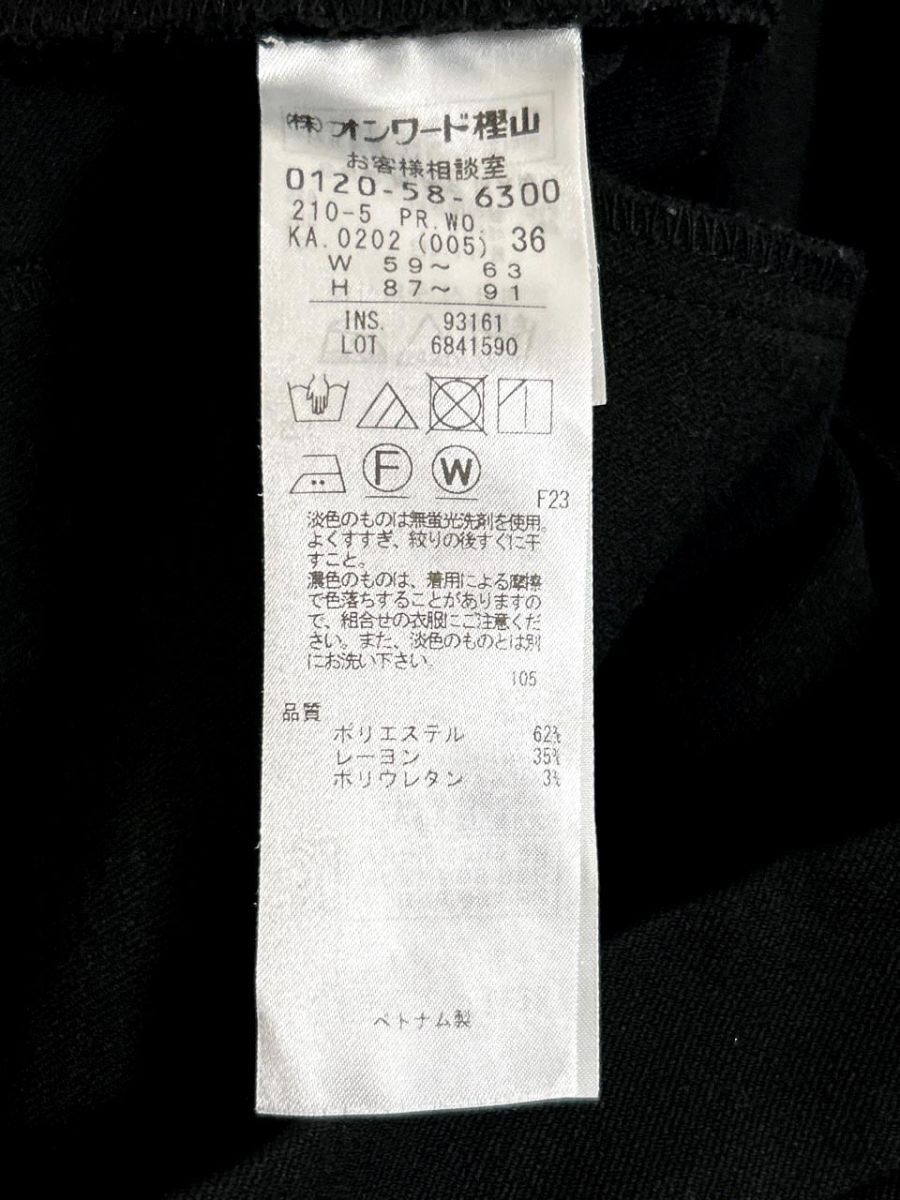 (株)オンワード樫山
お客様相談室
0120-58-6300
210-5 PR.WO.
KA.0202 (005) 36
W 59～ 63
H 87～ 91
INS. 93161
LOT 6841590
F W
F23
淡色のものは無蛍光洗剤を使用。
よくすすぎ、絞りの後すぐに干
すこと。
濃色のものは、着用による摩擦
で色落ちすることがありますの
で、組合せの衣服にご注意くだ
さい。また、淡色のものとは別
にお洗い下さい。
105
品質
ポリエステル 62%
レーヨン 35%
ポリウレタン 3%
ベトナム製